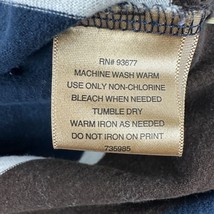 RN# 93677
MACHINE WASH WARM
USE ONLY NON-CHLORINE
BLEACH WHEN NEEDED
TUMBLE DRY
WARM IRON AS NEEDED
DO NOT IRON ON PRINT
735985